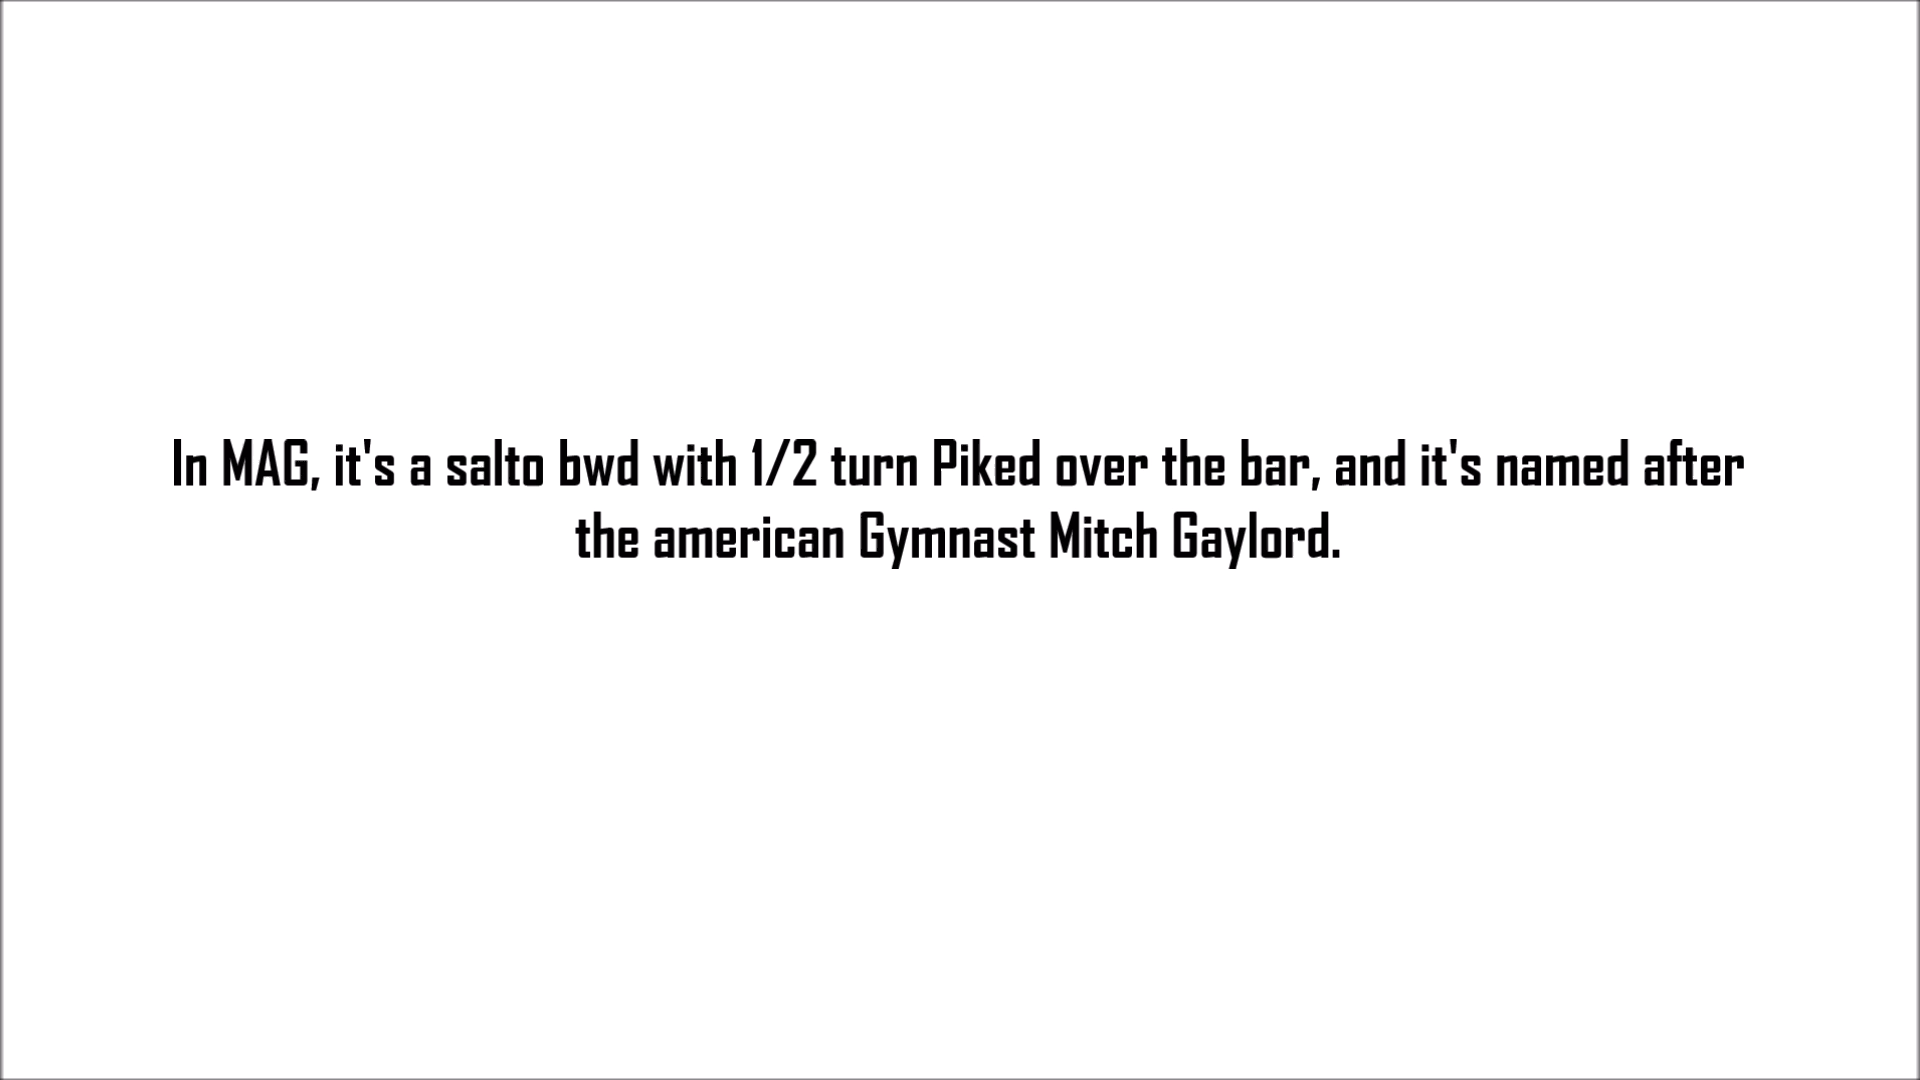 In MAG, it's a salto bwd with 1/2 turn Piked over the bar, and it's named after
the american Gymnast Mitch Gaylord.